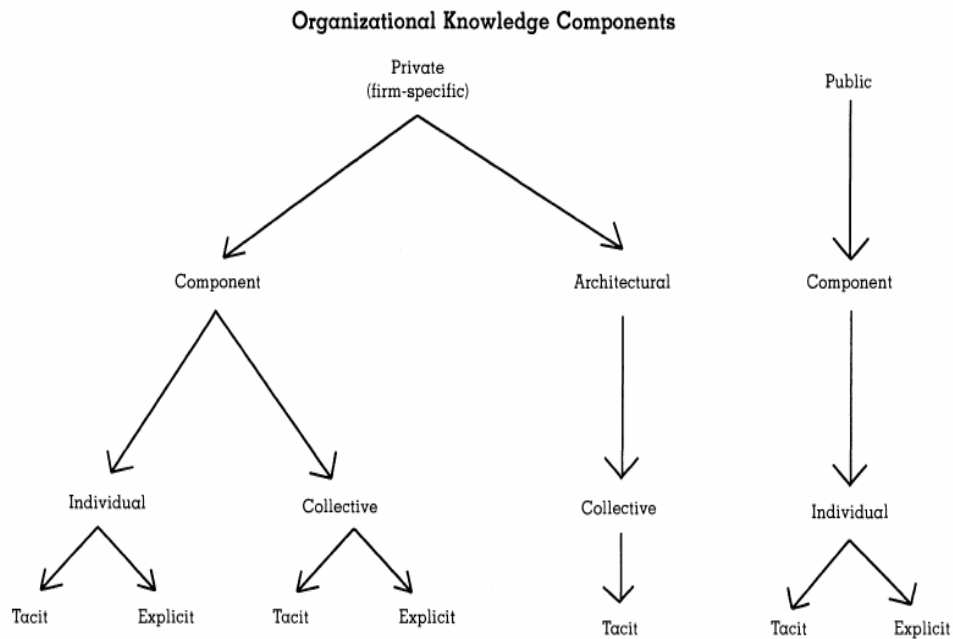 Organizational Knowledge Components
Private
(firm-specific)
Public
Component
Architectural
Component
Individual
Collective
Collective
Individual
Tacit
Explicit
Tacit
Explicit
Tacit
Tacit
Explicit